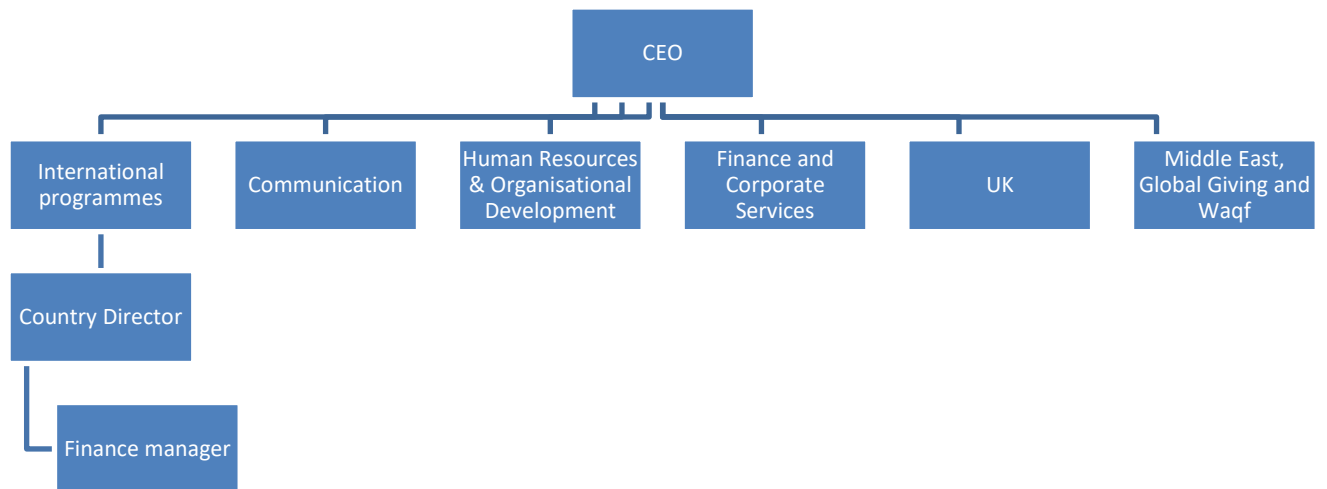 CEO
International
programmes
Communication
Human Resources
& Organisational
Development
Finance and
Corporate
Services
UK
Middle East,
Global Giving and
Waqf
Country Director
Finance manager